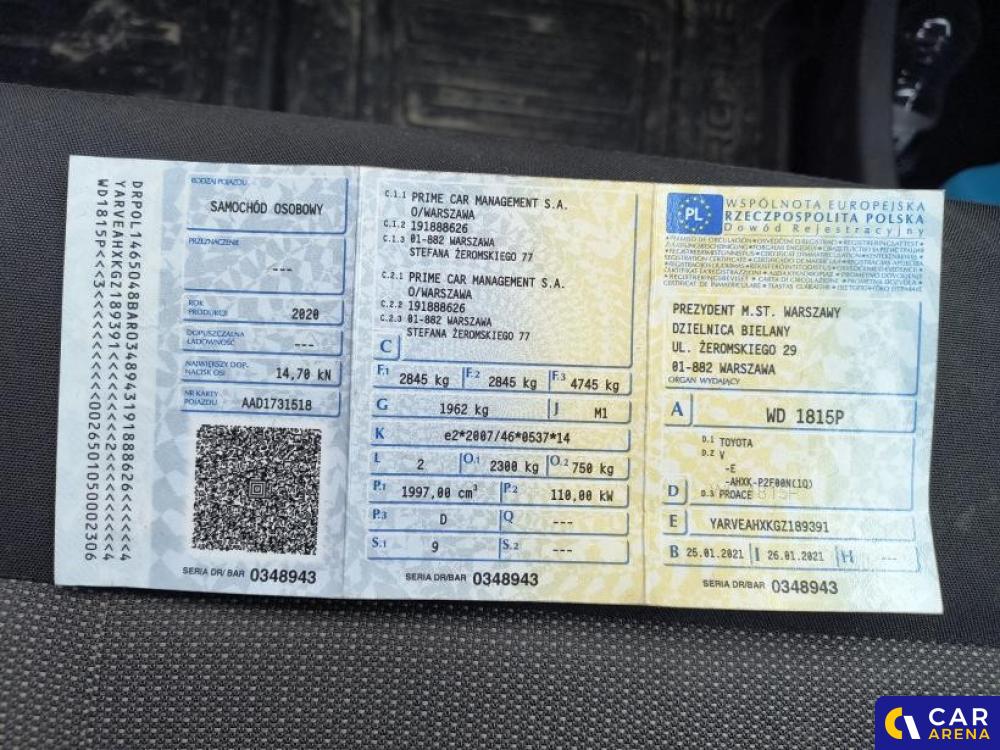 DRPOL1465048BAR0348943191888626<<<<<4
YARVEAHXKGZ189391
WD1815P<<3
RODZAJ POJAZDU
SAMOCHÓD OSOBOWY
PRZEZNACZENIE
---
ROK PRODUKCJI
2020
DOPUSZCZALNA ŁADOWNOŚĆ
---
NAJWIĘKSZY DOP. NACISK OSI
14,70 kN
NR KARTY POJAZDU
AAD1731518
SERIA DR/BAR 0348943
C.1.1 PRIME CAR MANAGEMENT S.A.
O/WARSZAWA
C.1.2 191888626
C.1.3 01-882 WARSZAWA
STEFANA ŻEROMSKIEGO 77
C.2.1 PRIME CAR MANAGEMENT S.A.
O/WARSZAWA
C.2.2 191888626
C.2.3 01-882 WARSZAWA
STEFANA ŻEROMSKIEGO 77
C
F.1 2845 kg F.2 2845 kg F.3 4745 kg
G 1962 kg J M1
K e2*2007/46*0537*14
L 2 O.1 2300 kg O.2 750 kg
P.1 1997,00 cm³ P.2 110,00 kW
P.3 D Q ---
S.1 9 S.2 ---
SERIA DR/BAR 0348943
PL
WSPÓLNOTA EUROPEJSKA
RZECZPOSPOLITA POLSKA
Dowód Rejestracyjny
PREZYDENT M.ST. WARSZAWY
DZIELNICA BIELANY
UL. ŻEROMSKIEGO 29
01-882 WARSZAWA
ORGAN WYDAJĄCY
A WD 1815P
D.1 TOYOTA
D.2 V
-E
-AHXK-P2F00N(1Q)
D D.3 PROACE
E YARVEAHXKGZ189391
B 25.01.2021 I 26.01.2021 H ---
SERIA DR/BAR 0348943
CAR
ARENA